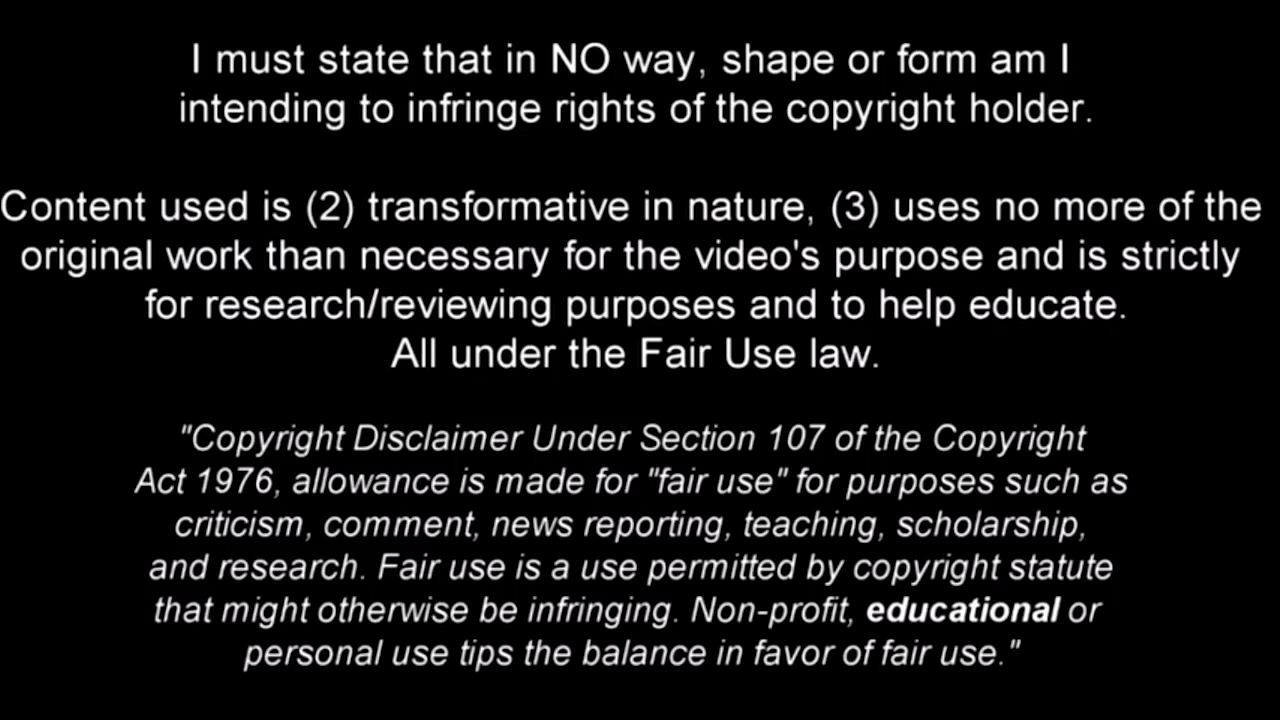 I must state that in NO way, shape or form am I
intending to infringe rights of the copyright holder.
Content used is (2) transformative in nature, (3) uses no more of the
original work than necessary for the video's purpose and is strictly
for research/reviewing purposes and to help educate.
All under the Fair Use law.
"Copyright Disclaimer Under Section 107 of the Copyright
Act 1976, allowance is made for "fair use" for purposes such as
criticism, comment, news reporting, teaching, scholarship,
and research. Fair use is a use permitted by copyright statute
that might otherwise be infringing. Non-profit, educational or
personal use tips the balance in favor of fair use."